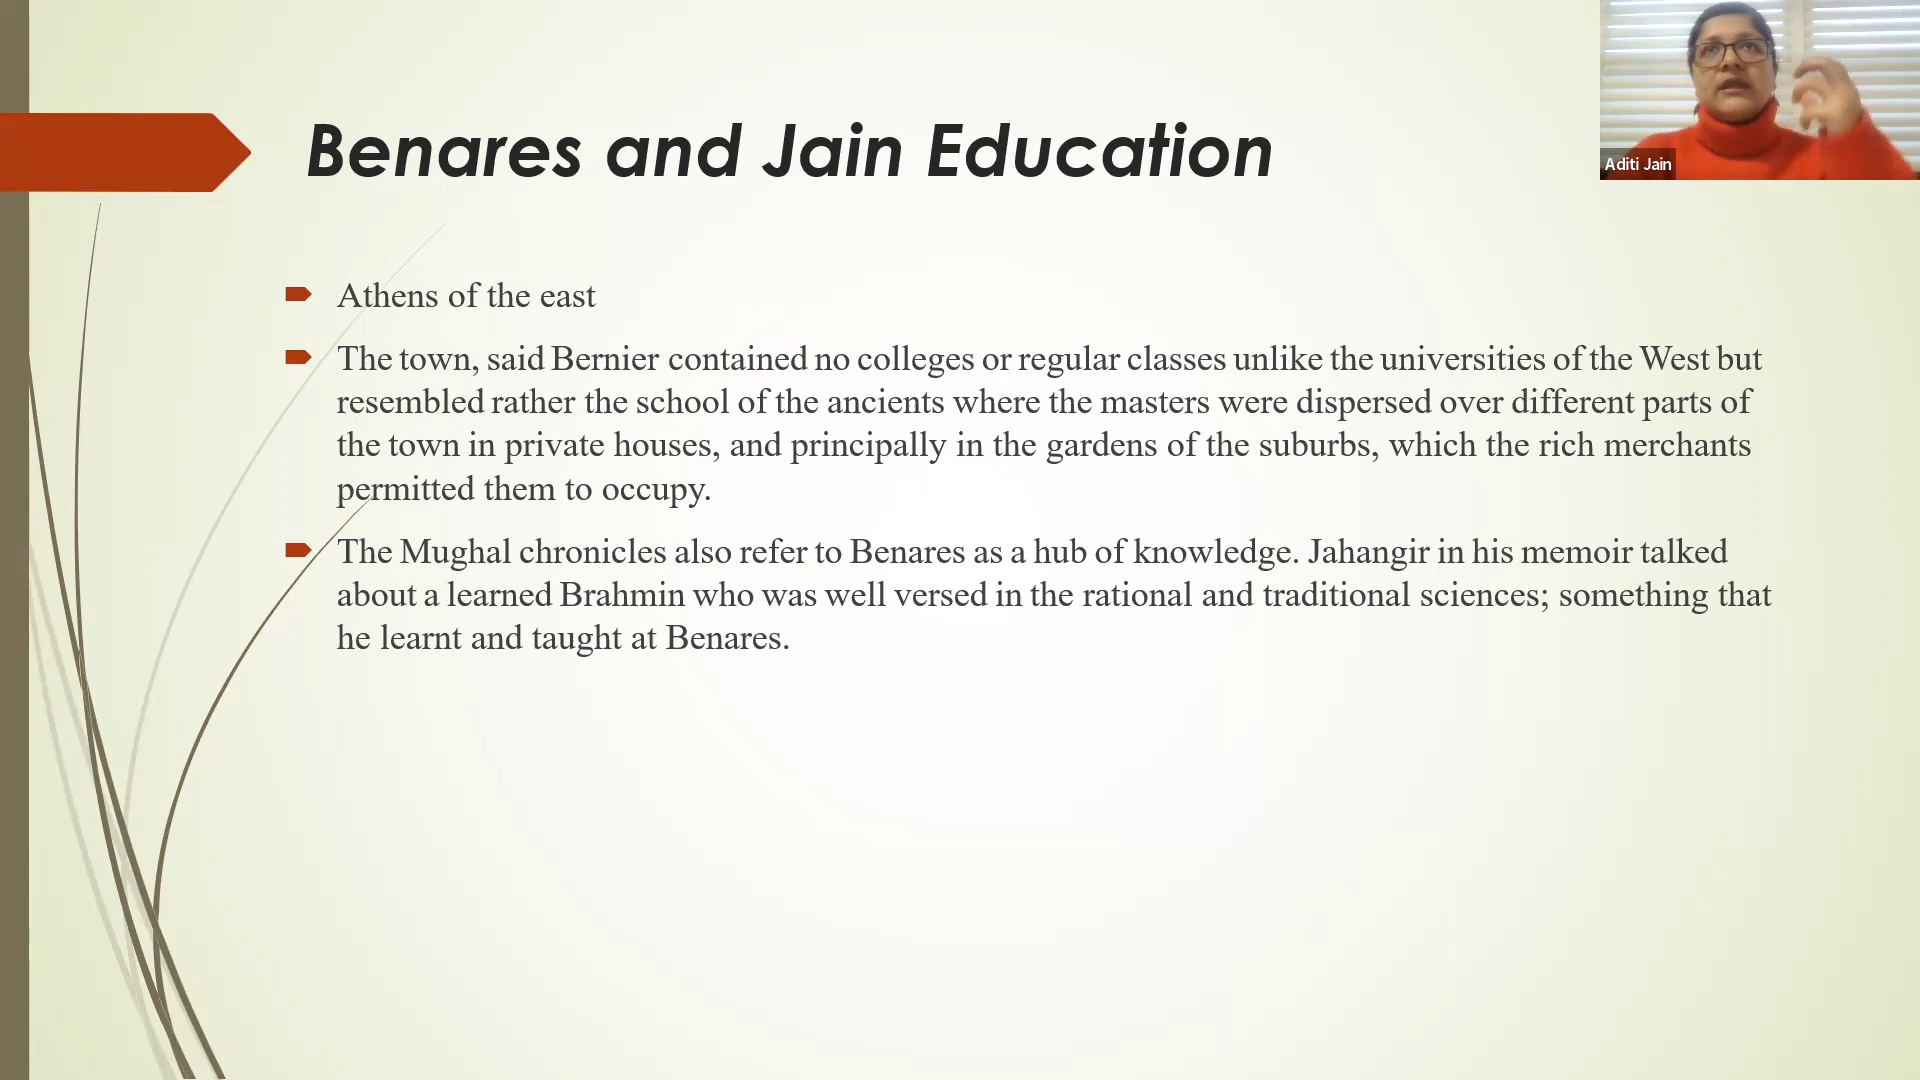 Benares and Jain Education
Aditi Jain
Athens of the east
The town, said Bernier contained no colleges or regular classes unlike the universities of the West but
resembled rather the school of the ancients where the masters were dispersed over different parts of
the town in private houses, and principally in the gardens of the suburbs, which the rich merchants
permitted them to occupy.
The Mughal chronicles also refer to Benares as a hub of knowledge. Jahangir in his memoir talked
about a learned Brahmin who was well versed in the rational and traditional sciences; something that
he learnt and taught at Benares.